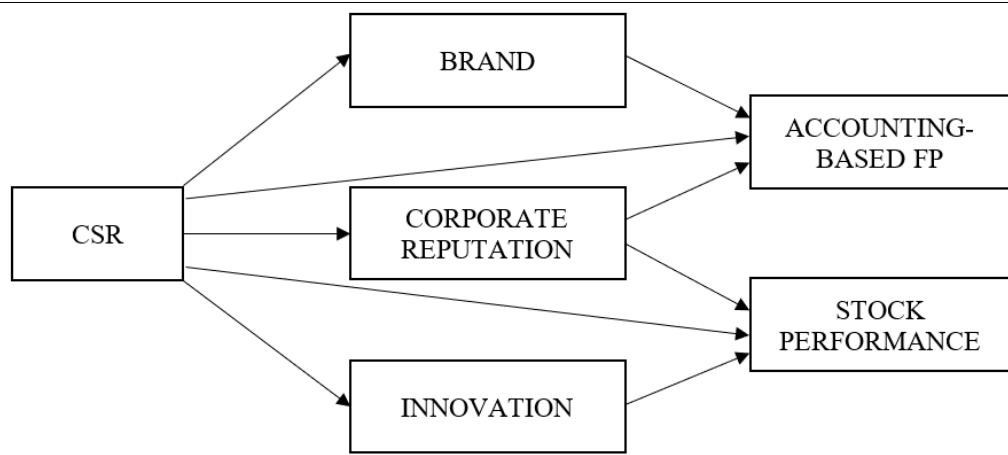 BRAND
ACCOUNTING-
BASED FP
CSR
CORPORATE
REPUTATION
STOCK
PERFORMANCE
INNOVATION